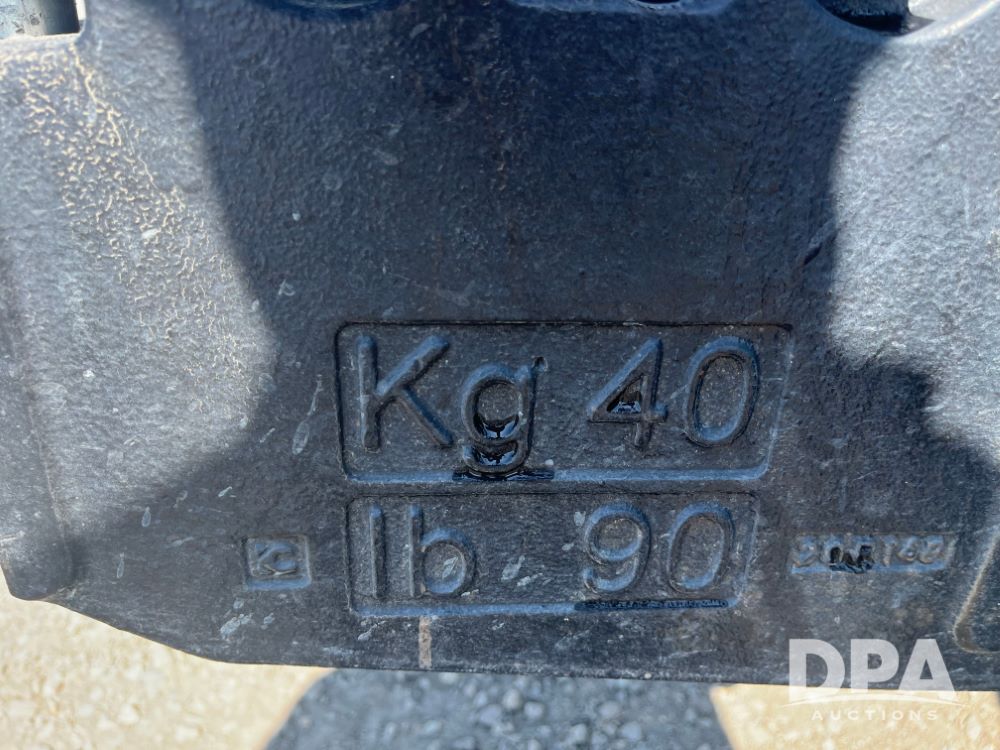 Kg 40
lb 90
DPA
AUCTIONS